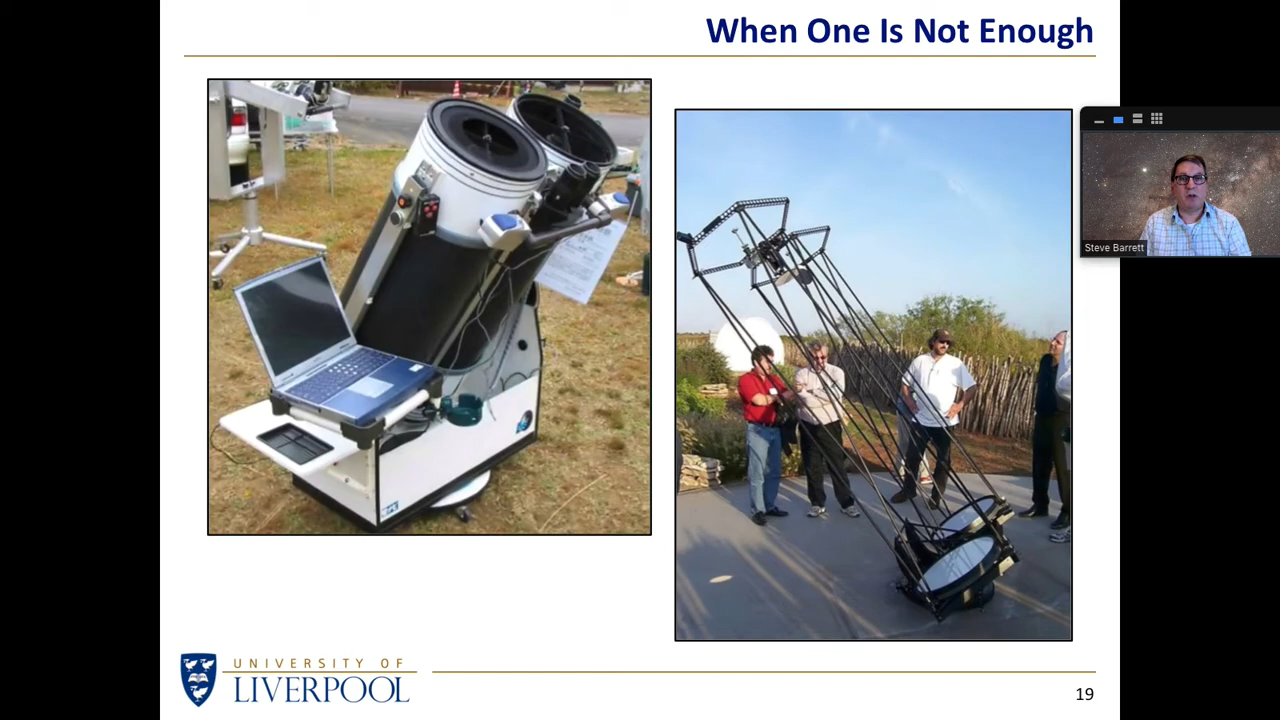 When One Is Not Enough
Steve Barrett
UNIVERSITY OF
LIVERPOOL
19